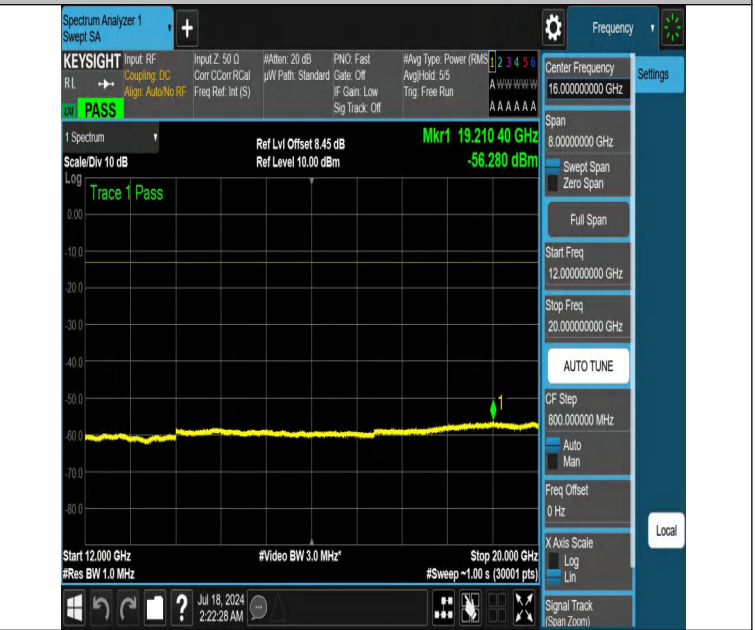 Spectrum Analyzer 1
Swept SA
+
Frequency
KEYSIGHT
RL
PASS
Input: RF
Coupling: DC
Align: Auto/No RF
Input Z: 50 Ω
Corr CCorr RCal
Freq Ref: Int (S)
#Atten: 20 dB
µW Path: Standard
PNO: Fast
Gate: Off
IF Gain: Low
Sig Track: Off
#Avg Type: Power (RMS
Avg|Hold: 5/5
Trig: Free Run
1 2 3 4 5 6
A W W W W W
A A A A A A
Center Frequency
16.000000000 GHz
Settings
Span
8.00000000 GHz
Swept Span
Zero Span
Full Span
Start Freq
12.000000000 GHz
Stop Freq
20.000000000 GHz
AUTO TUNE
CF Step
800.000000 MHz
Auto
Man
Freq Offset
0 Hz
X Axis Scale
Log
Lin
Signal Track
(Span Zoom)
Local
1 Spectrum
Scale/Div 10 dB
Log
Ref Lvl Offset 8.45 dB
Ref Level 10.00 dBm
Mkr1 19.210 40 GHz
-56.280 dBm
Trace 1 Pass
0.00
-10.0
-20.0
-30.0
-40.0
-50.0
-60.0
-70.0
-80.0
1
Start 12.000 GHz
#Res BW 1.0 MHz
#Video BW 3.0 MHz*
Stop 20.000 GHz
#Sweep ~1.00 s (30001 pts)
?
Jul 18, 2024
2:22:28 AM